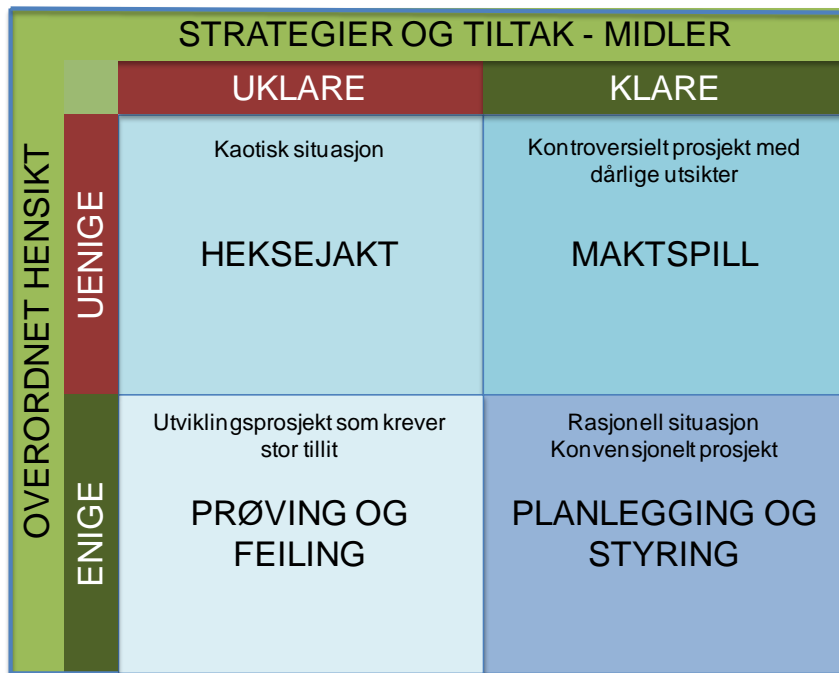 STRATEGIER OG TILTAK - MIDLER
UKLARE
KLARE
OVERORDNET HENSIKT
UENIGE
Kaotisk situasjon
HEKSEJAKT
Kontroversielt prosjekt med
dårlige utsikter
MAKTSPILL
ENIGE
Utviklingsprosjekt som krever
stor tillit
PRØVING OG
FEILING
Rasjonell situasjon
Konvensjonelt prosjekt
PLANLEGGING OG
STYRING